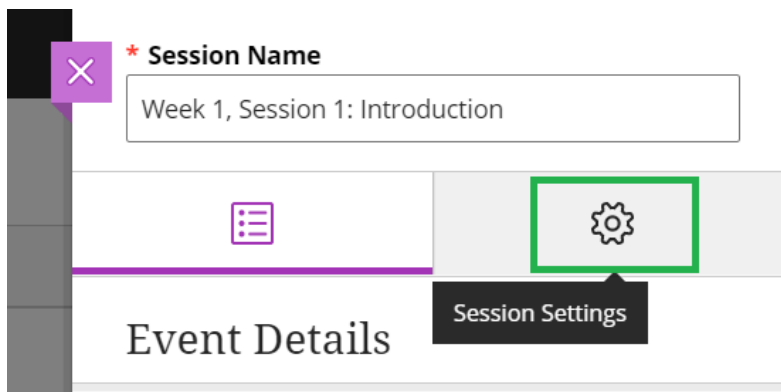 * Session Name
Week 1, Session 1: Introduction
Session Settings
Event Details